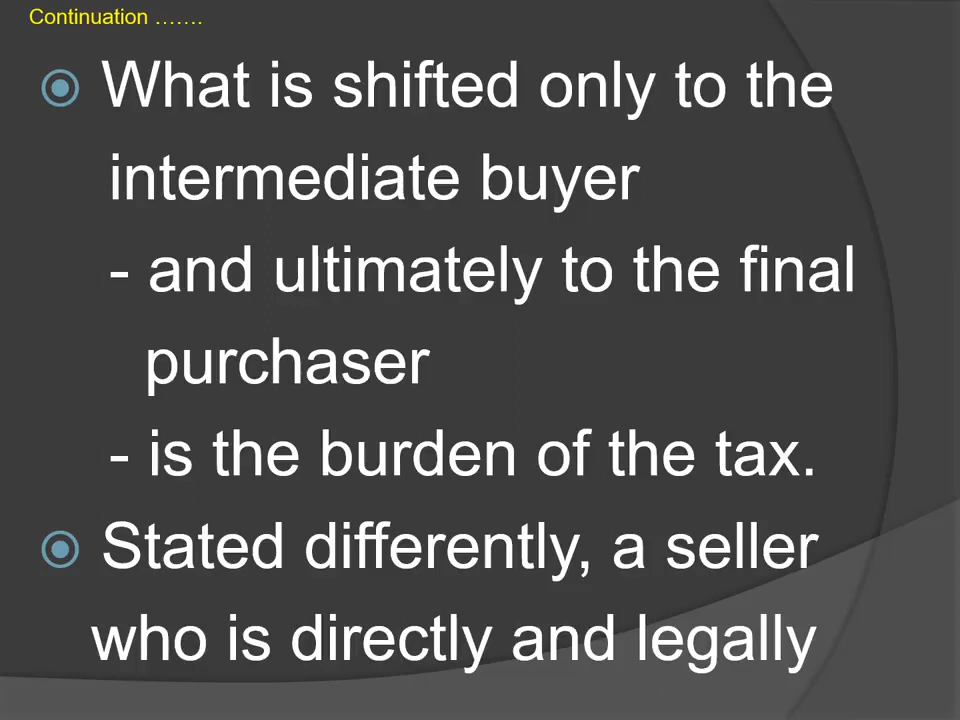 Continuation …….
What is shifted only to the
intermediate buyer
- and ultimately to the final
purchaser
- is the burden of the tax.
Stated differently, a seller
who is directly and legally